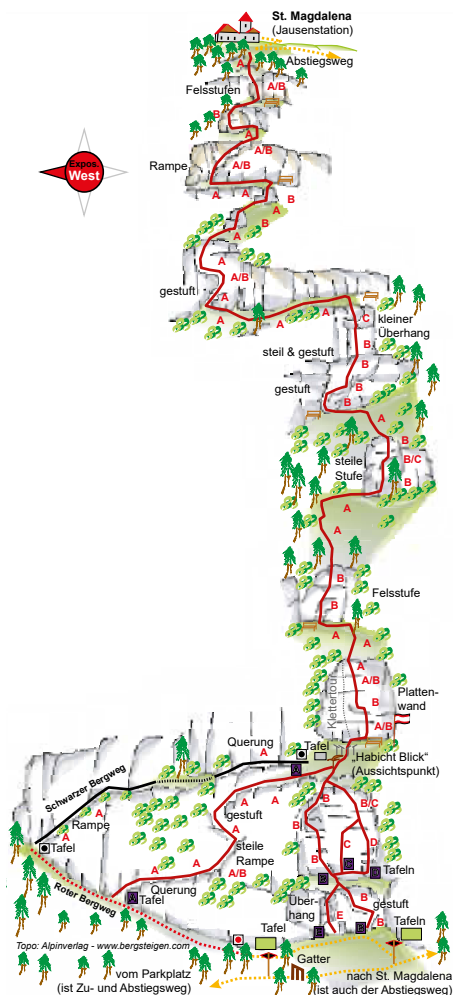 St. Magdalena
(Jausenstation)
Abstiegsweg
A
Felsstufen
A/B
B
A
Expos.
West
A/B
Rampe
A/B
A
A
B
A
B
A
A
A/B
gestuft
A
A
A
A
C
kleiner
Überhang
B
steil & gestuft
B
gestuft
B
B
A
B
B/C
steile
Stufe
B
A
A
B
Felsstufe
B
A
A
A
A/B
Klettertour
B
Platten-
wand
A/B
Querung
Tafel
A
„Habicht Blick“
(Aussichtspunkt)
Schwarzer Bergweg
A
B
B/C
A
gestuft
B
Rampe
A
A
steile
Rampe
C
D
Tafel
A
A
B
A/B
Tafeln
Roter Bergweg
A
Querung
Tafel
Über-
hang
B
gestuft
E
B
B
Tafel
Tafeln
Topo: Alpinverlag - www.bergsteigen.com
Gatter
vom Parkplatz
(ist Zu- und Abstiegsweg)
nach St. Magdalena
(ist auch der Abstiegsweg)